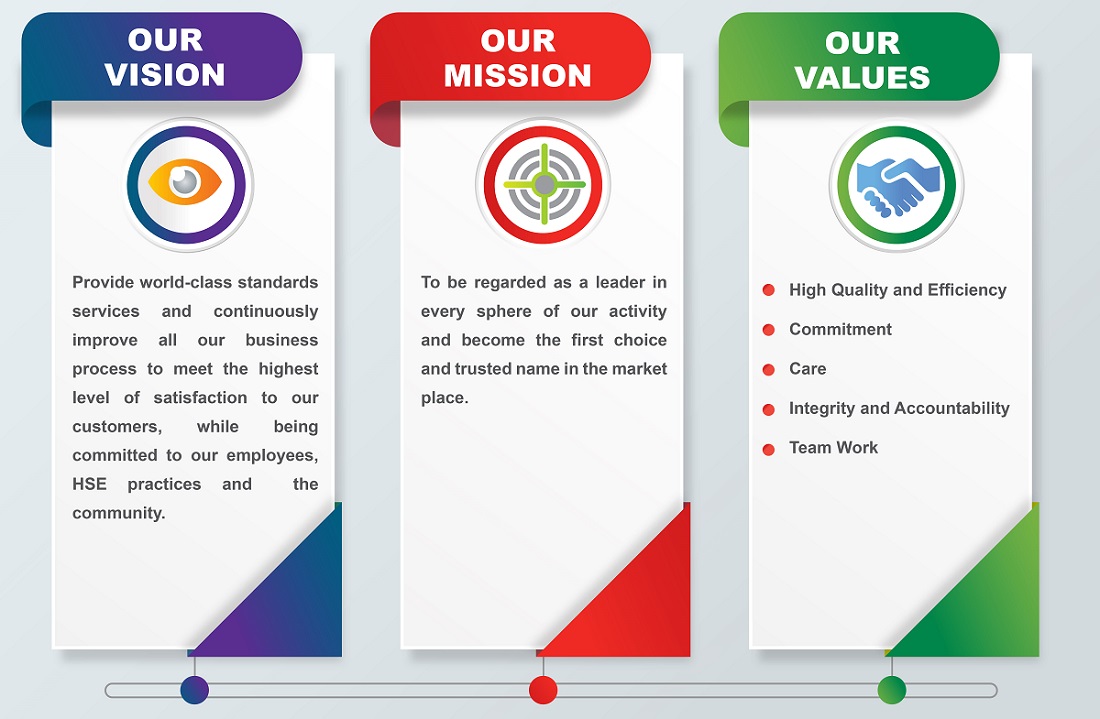 OUR
VISION
Provide world-class standards
services and continuously
improve all our business
process to meet the highest
level of satisfaction to our
customers, while being
committed to our employees,
HSE practices and the
community.
OUR
MISSION
To be regarded as a leader in
every sphere of our activity
and become the first choice
and trusted name in the market
place.
OUR
VALUES
High Quality and Efficiency
Commitment
Care
Integrity and Accountability
Team Work